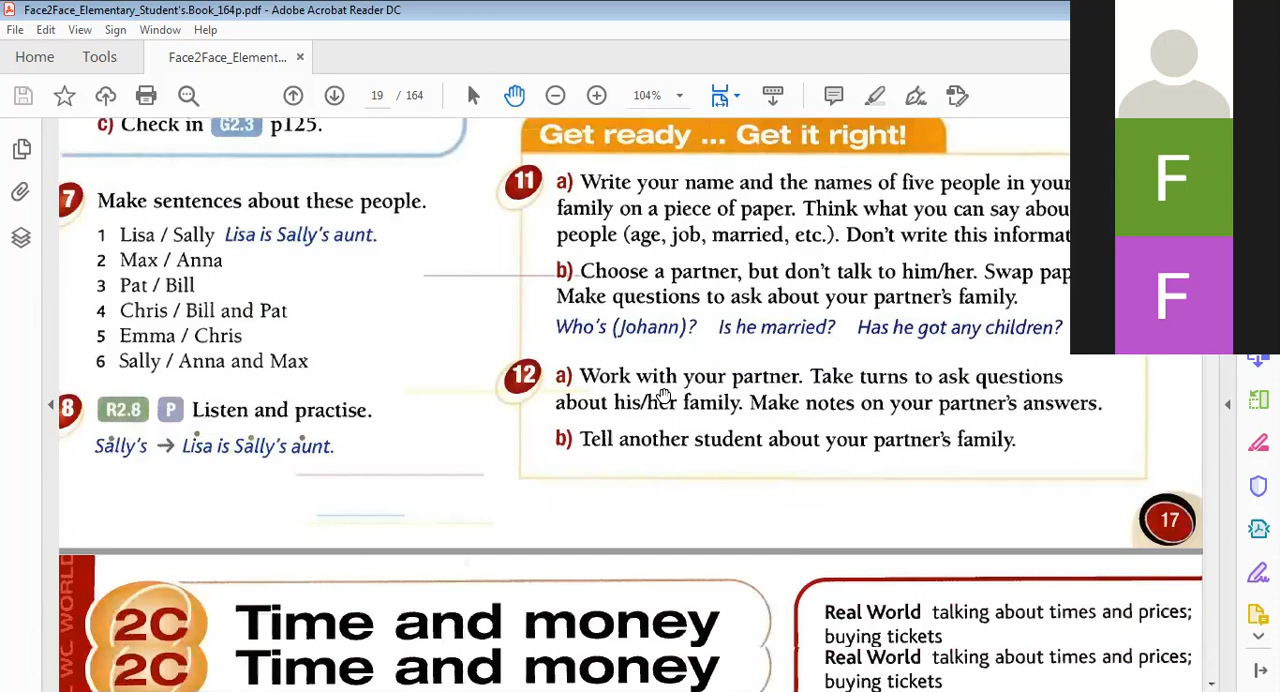 Face2Face_Elementary_Student's.Book_164p.pdf - Adobe Acrobat Reader DC
File Edit View Sign Window Help
Home Tools Face2Face_Element... ×
19 / 164 104%
c) Check in G2.3 p125.
7 Make sentences about these people.
1 Lisa / Sally Lisa is Sally's aunt.
2 Max / Anna
3 Pat / Bill
4 Chris / Bill and Pat
5 Emma / Chris
6 Sally / Anna and Max
8 R2.8 P Listen and practise.
Sally's → Lisa is Sally's aunt.
Get ready ... Get it right!
11 a) Write your name and the names of five people in your
family on a piece of paper. Think what you can say abou
people (age, job, married, etc.). Don't write this informat
b) Choose a partner, but don't talk to him/her. Swap pap
Make questions to ask about your partner's family.
Who's (Johann)? Is he married? Has he got any children?
12 a) Work with your partner. Take turns to ask questions
about his/her family. Make notes on your partner's answers.
b) Tell another student about your partner's family.
17
F
F
WC WORLD
2C Time and money
2C Time and money
Real World talking about times and prices;
buying tickets
Real World talking about times and prices;
buying tickets